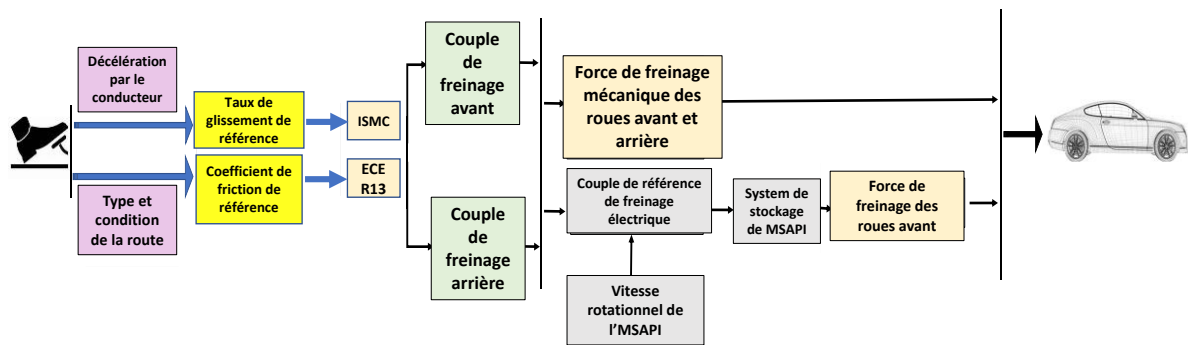 Décélération
par le
conducteur
Taux de
glissement de
référence
ISMC
Couple
de
freinage
avant
Force de freinage
mécanique des
roues avant et
arrière
Type et
condition
de la route
Coefficient de
friction de
référence
ECE
R13
Couple
de
freinage
arrière
Couple de référence
de freinage
électrique
System de
stockage
de MSAPI
Force de
freinage des
roues avant
Vitesse
rotationnel de
l’MSAPI